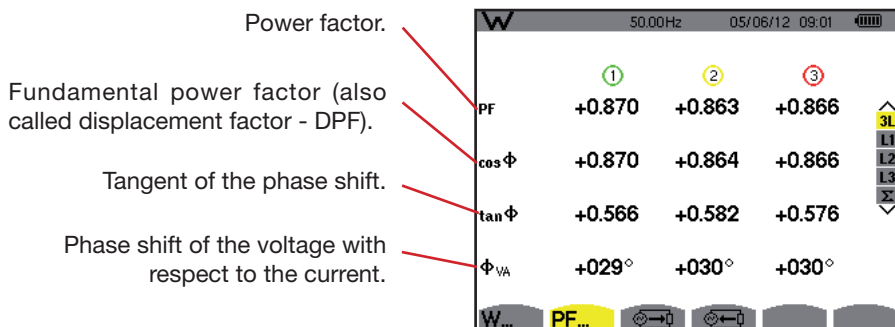 Power factor.
Fundamental power factor (also
called displacement factor - DPF).
Tangent of the phase shift.
Phase shift of the voltage with
respect to the current.
W 50.00Hz 05/06/12 09:01
1 2 3
PF +0.870 +0.863 +0.866
cos Φ +0.870 +0.864 +0.866
tan Φ +0.566 +0.582 +0.576
Φ VA +029° +030° +030°
3L
L1
L2
L3
Σ
W... PF...